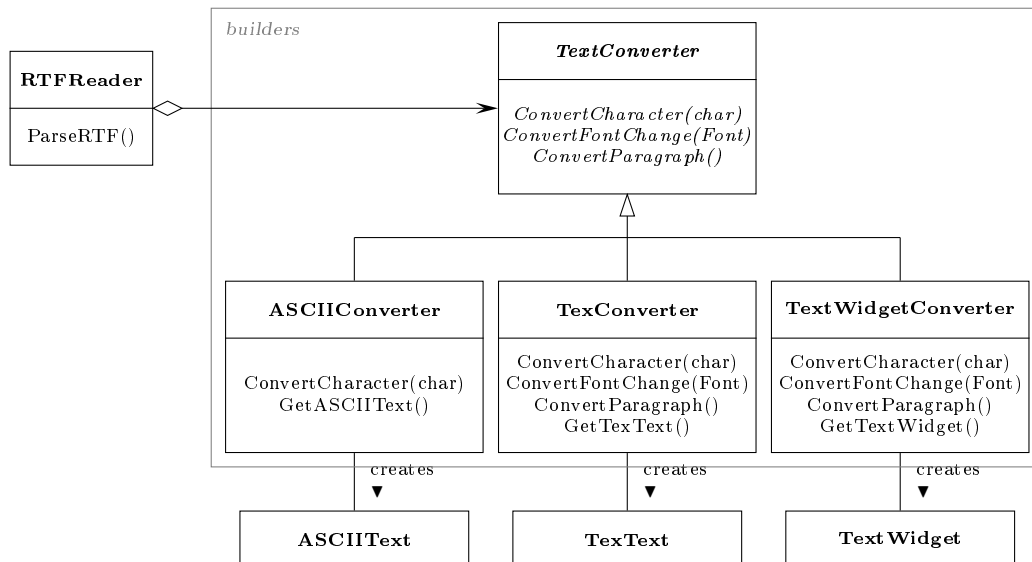 builders
RTFReader
ParseRTF()
TextConverter
ConvertCharacter(char)
ConvertFontChange(Font)
ConvertParagraph()
ASCIIConverter
ConvertCharacter(char)
GetASCIIText()
TexConverter
ConvertCharacter(char)
ConvertFontChange(Font)
ConvertParagraph()
GetTexText()
TextWidgetConverter
ConvertCharacter(char)
ConvertFontChange(Font)
ConvertParagraph()
GetTextWidget()
creates
creates
creates
ASCIIText
TexText
TextWidget